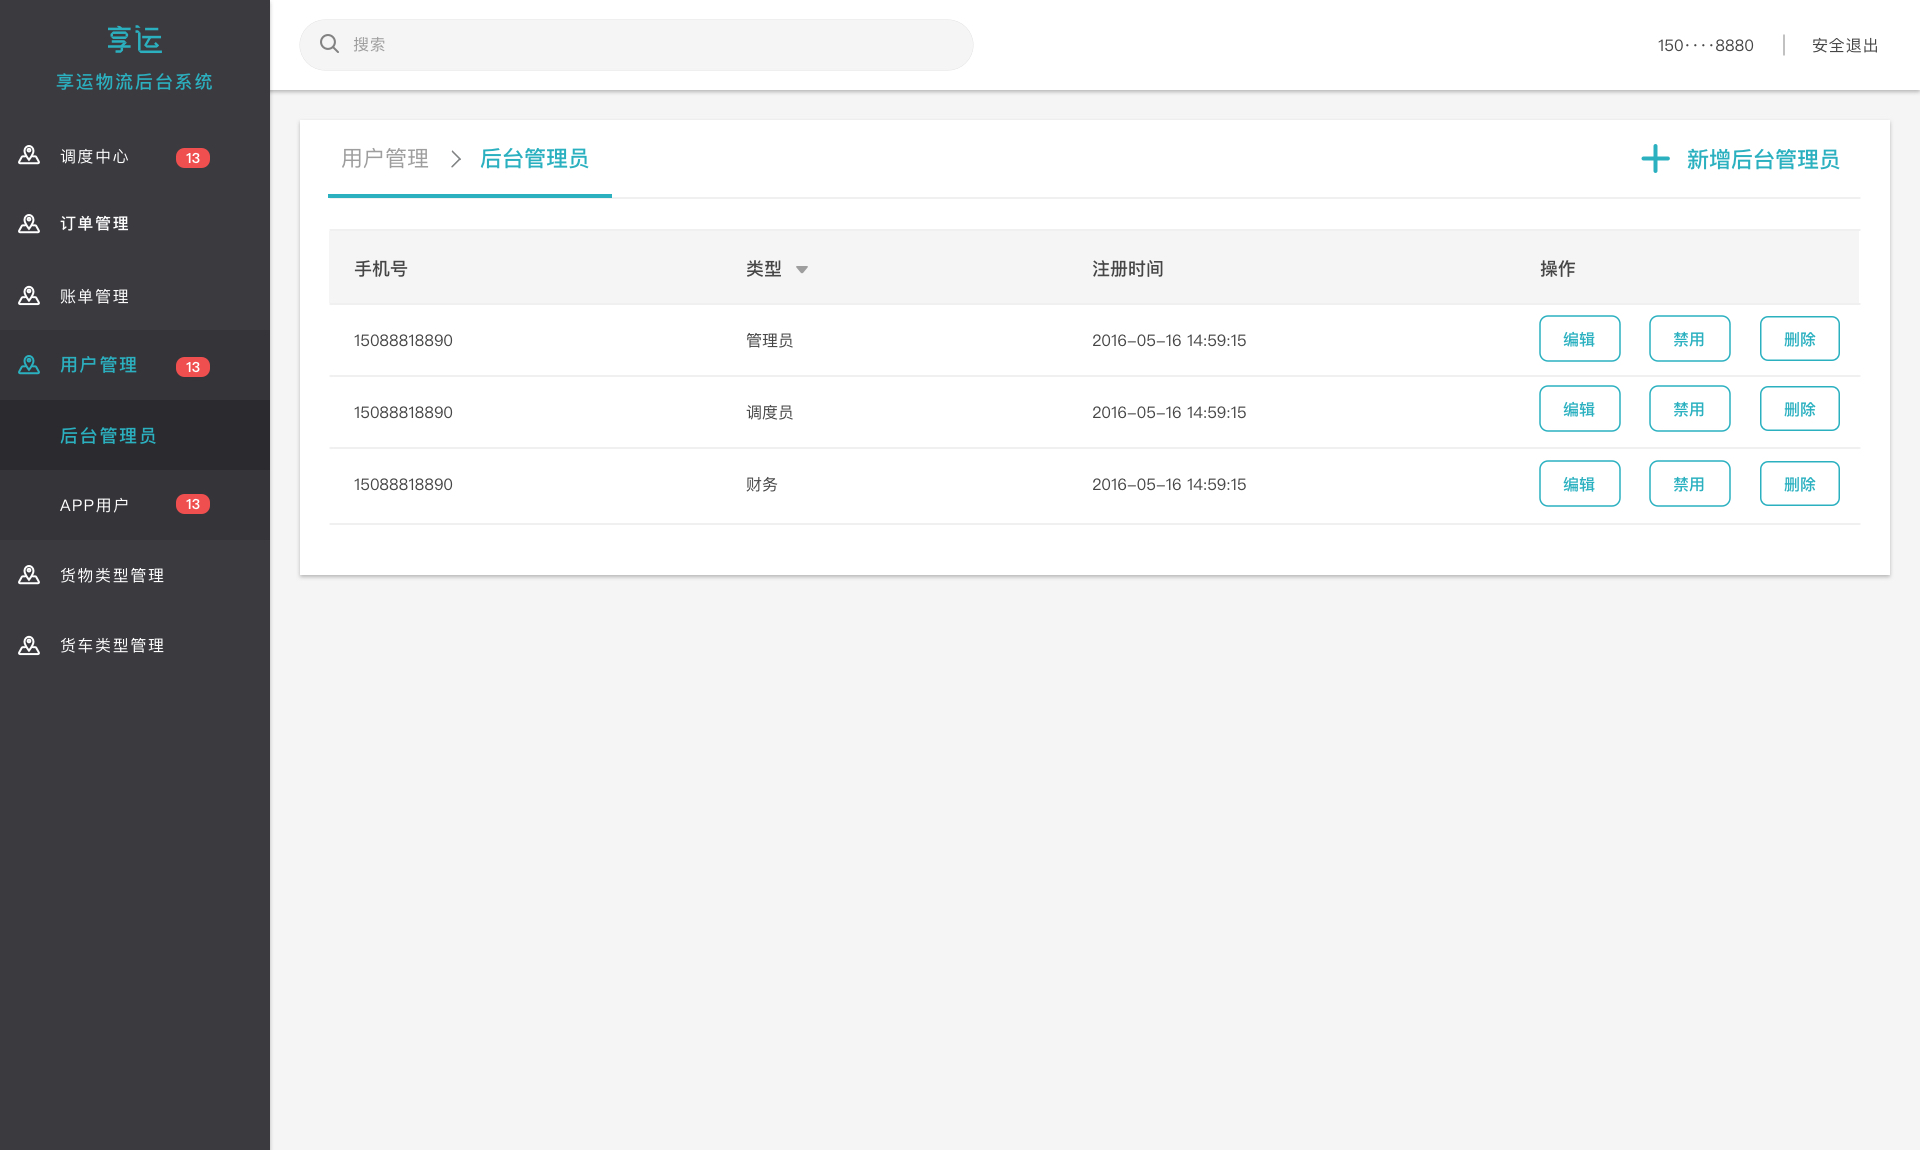 享运
享运物流后台系统
调度中心 13
订单管理
账单管理
用户管理 13
后台管理员
APP用户 13
货物类型管理
货车类型管理
搜索
150····8880 安全退出
用户管理 > 后台管理员
新增后台管理员
手机号 类型 注册时间 操作
15088818890 管理员 2016-05-16 14:59:15 编辑 禁用 删除
15088818890 调度员 2016-05-16 14:59:15 编辑 禁用 删除
15088818890 财务 2016-05-16 14:59:15 编辑 禁用 删除